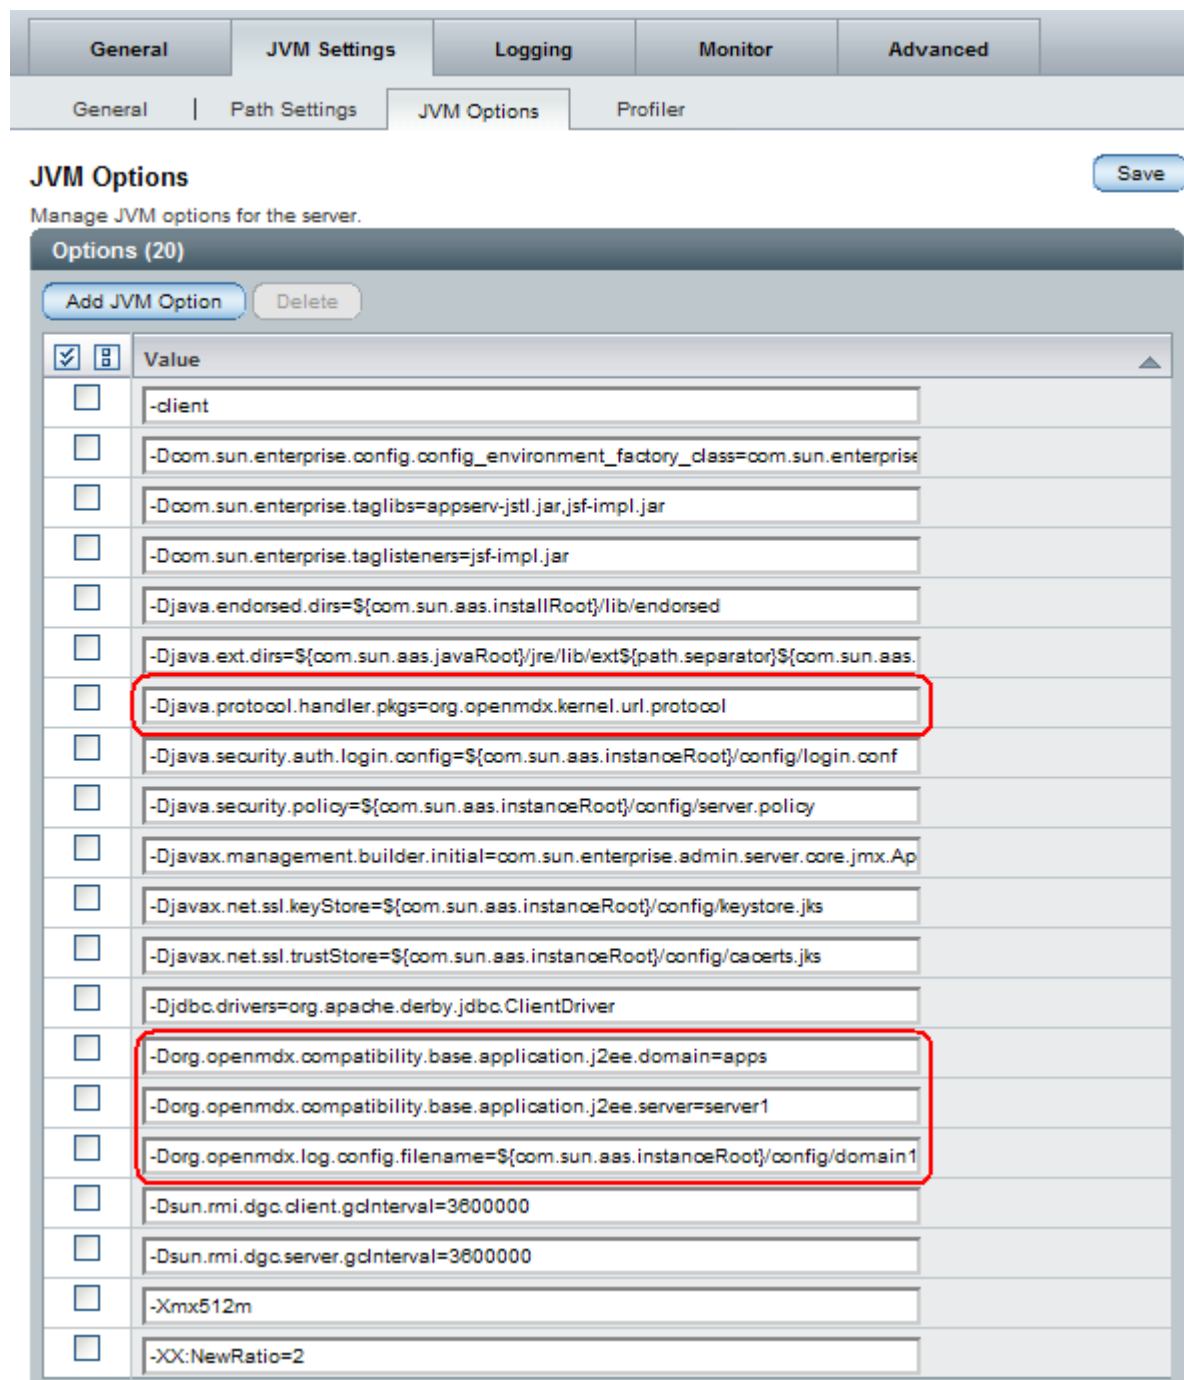 General JVM Settings Logging Monitor Advanced
General | Path Settings JVM Options Profiler
JVM Options Save
Manage JVM options for the server.
Options (20)
Add JVM Option Delete
Value
-client
-Dcom.sun.enterprise.config.config_environment_factory_class=com.sun.enterprise
-Dcom.sun.enterprise.taglibs=appserv-jstl.jar,jsf-impl.jar
-Dcom.sun.enterprise.taglisteners=jsf-impl.jar
-Djava.endorsed.dirs=${com.sun.aas.installRoot}/lib/endorsed
-Djava.ext.dirs=${com.sun.aas.javaRoot}/jre/lib/ext${path.separator}${com.sun.aas.
-Djava.protocol.handler.pkgs=org.openmdx.kernel.url.protocol
-Djava.security.auth.login.config=${com.sun.aas.instanceRoot}/config/login.conf
-Djava.security.policy=${com.sun.aas.instanceRoot}/config/server.policy
-Djavax.management.builder.initial=com.sun.enterprise.admin.server.core.jmx.Ap
-Djavax.net.ssl.keyStore=${com.sun.aas.instanceRoot}/config/keystore.jks
-Djavax.net.ssl.trustStore=${com.sun.aas.instanceRoot}/config/cacerts.jks
-Djdbc.drivers=org.apache.derby.jdbc.ClientDriver
-Dorg.openmdx.compatibility.base.application.j2ee.domain=apps
-Dorg.openmdx.compatibility.base.application.j2ee.server=server1
-Dorg.openmdx.log.config.filename=${com.sun.aas.instanceRoot}/config/domain1
-Dsun.rmi.dgc.client.gcInterval=3600000
-Dsun.rmi.dgc.server.gcInterval=3600000
-Xmx512m
-XX:NewRatio=2